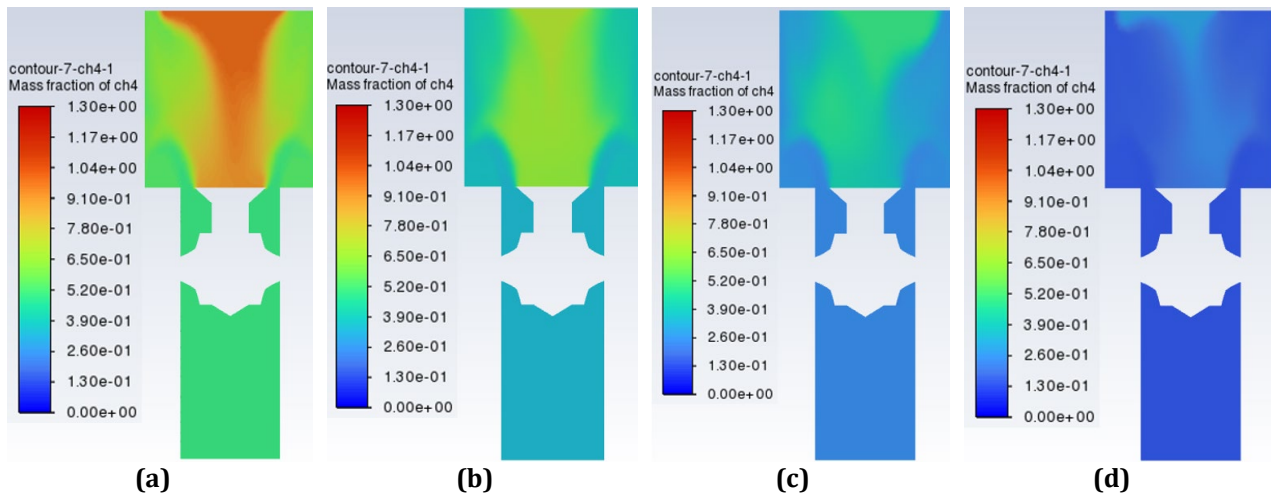 contour-7-ch4-1
Mass fraction of ch4
1.30e+00
1.17e+00
1.04e+00
9.10e-01
7.80e-01
6.50e-01
5.20e-01
3.90e-01
2.60e-01
1.30e-01
0.00e+00
(a)
contour-7-ch4-1
Mass fraction of ch4
1.30e+00
1.17e+00
1.04e+00
9.10e-01
7.80e-01
6.50e-01
5.20e-01
3.90e-01
2.60e-01
1.30e-01
0.00e+00
(b)
contour-7-ch4-1
Mass fraction of ch4
1.30e+00
1.17e+00
1.04e+00
9.10e-01
7.80e-01
6.50e-01
5.20e-01
3.90e-01
2.60e-01
1.30e-01
0.00e+00
(c)
contour-7-ch4-1
Mass fraction of ch4
1.30e+00
1.17e+00
1.04e+00
9.10e-01
7.80e-01
6.50e-01
5.20e-01
3.90e-01
2.60e-01
1.30e-01
0.00e+00
(d)